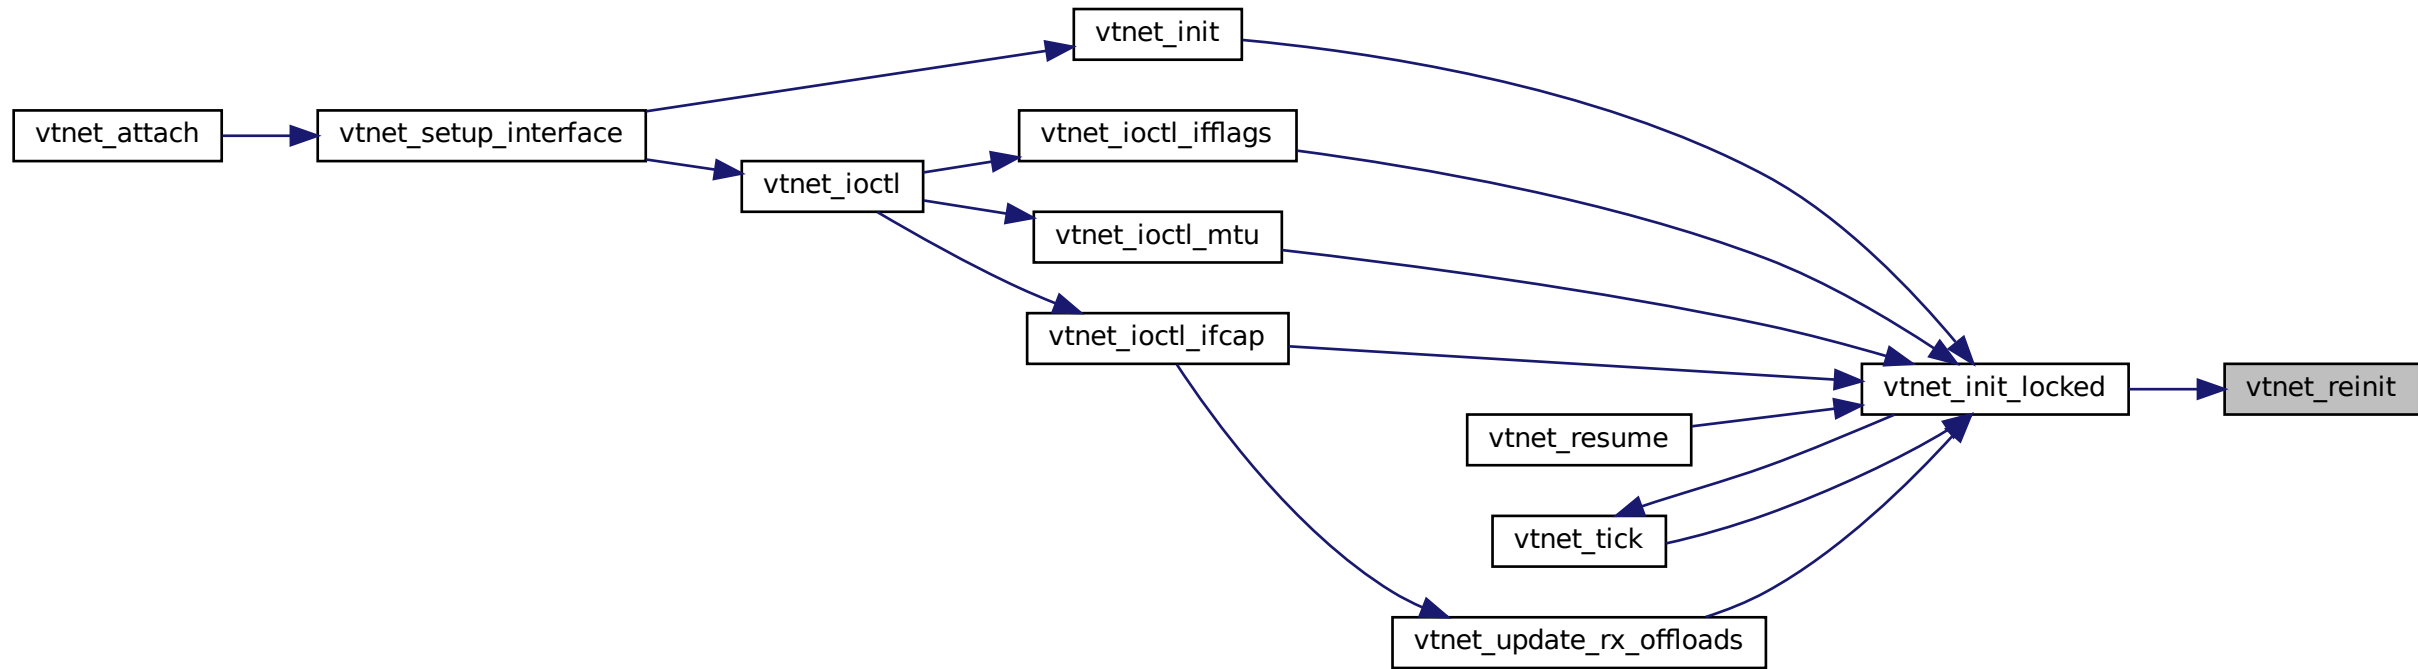 vtnet_init
vtnet_attach
vtnet_setup_interface
vtnet_ioctl_ifflags
vtnet_ioctl
vtnet_ioctl_mtu
vtnet_ioctl_ifcap
vtnet_init_locked
vtnet_reinit
vtnet_resume
vtnet_tick
vtnet_update_rx_offloads